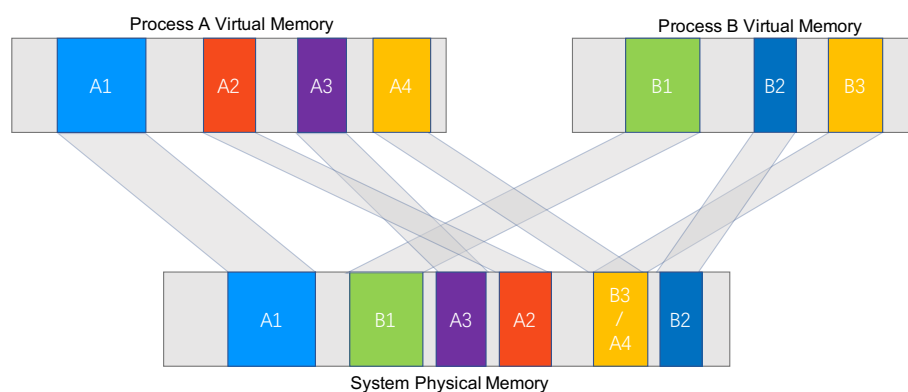 Process A Virtual Memory
Process B Virtual Memory
A1
A2
A3
A4
B1
B2
B3
A1
B1
A3
A2
B3
/
A4
B2
System Physical Memory